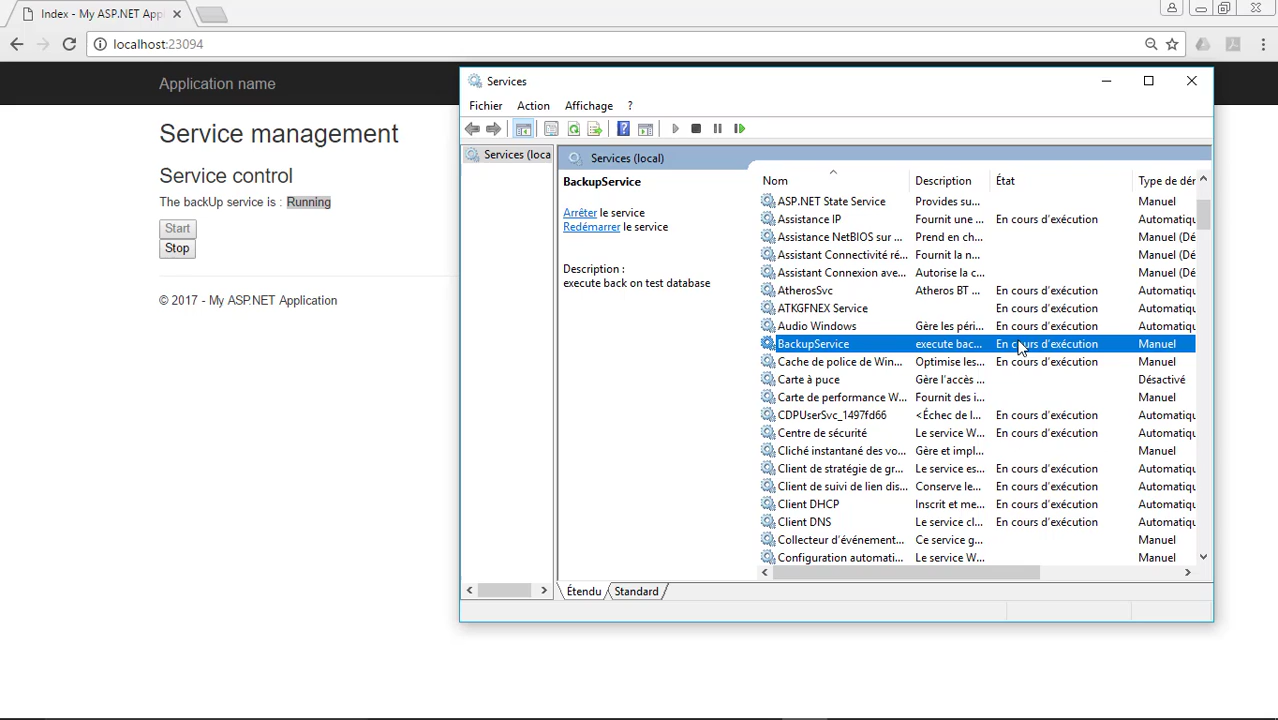 Index - My ASP.NET Appl
localhost:23094
Application name
Service management
Service control
The backUp service is : Running
Start
Stop
© 2017 - My ASP.NET Application
Services
Fichier Action Affichage ?
Services (loca
Services (local)
BackupService
Arrêter le service
Redémarrer le service
Description :
execute back on test database
Nom Description État Type de dér
ASP.NET State Service Provides su... Manuel
Assistance IP Fournit une ... En cours d'exécution Automatiqu
Assistance NetBIOS sur ... Prend en ch... Manuel (Dé
Assistant Connectivité ré... Fournit la n... Manuel (Dé
Assistant Connexion ave... Autorise la c... Manuel (Dé
AtherosSvc Atheros BT ... En cours d'exécution Automatiqu
ATKGFNEX Service En cours d'exécution Automatiqu
Audio Windows Gère les péri... En cours d'exécution Automatiqu
BackupService execute bac... En cours d'exécution Manuel
Cache de police de Win... Optimise les... En cours d'exécution Manuel
Carte à puce Gère l'accès ... Désactivé
Carte de performance W... Fournit des i... Manuel
CDPUserSvc_1497fd66 <Échec de l... En cours d'exécution Automatiqu
Centre de sécurité Le service W... En cours d'exécution Automatiqu
Cliché instantané des vo... Gère et impl... Manuel
Client de stratégie de gr... Le service es... En cours d'exécution Automatiqu
Client de suivi de lien dis... Conserve le... En cours d'exécution Automatiqu
Client DHCP Inscrit et me... En cours d'exécution Automatiqu
Client DNS Le service cl... En cours d'exécution Automatiqu
Collecteur d'événement... Ce service g... Manuel
Configuration automati... Le service W... Manuel
Étendu Standard